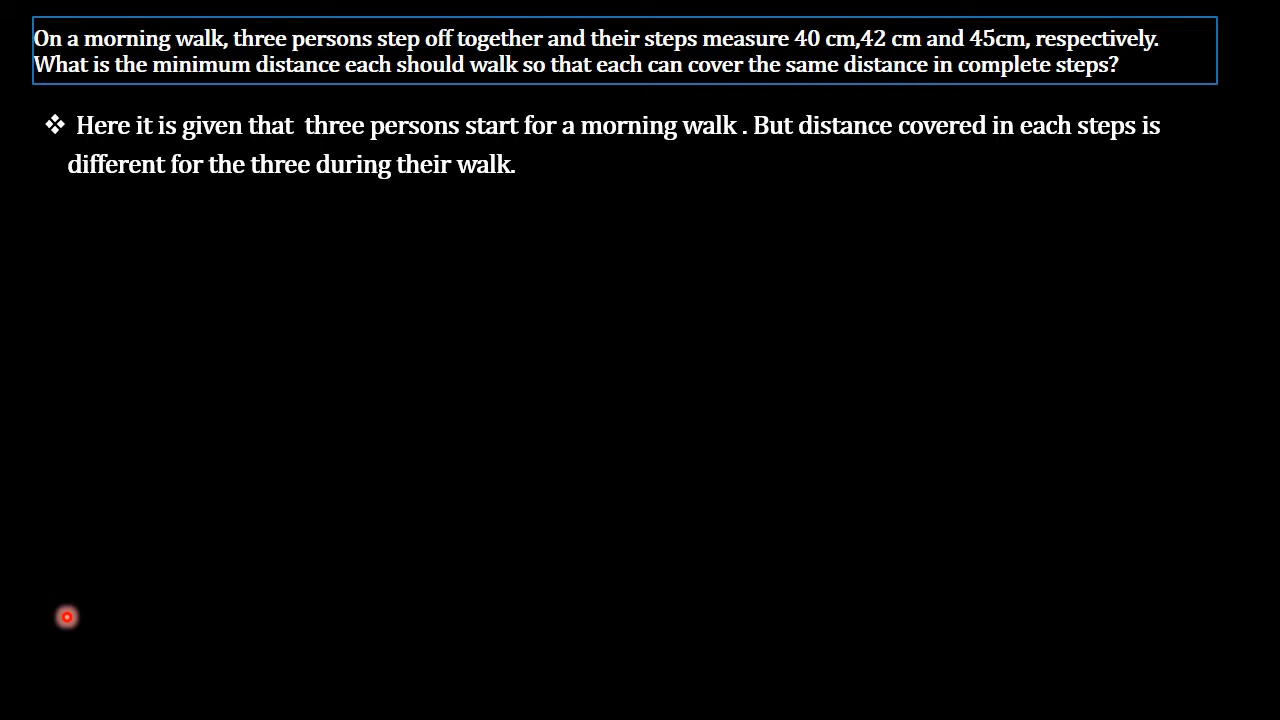 On a morning walk, three persons step off together and their steps measure 40 cm,42 cm and 45cm, respectively.
What is the minimum distance each should walk so that each can cover the same distance in complete steps?
❖ Here it is given that three persons start for a morning walk . But distance covered in each steps is
different for the three during their walk.